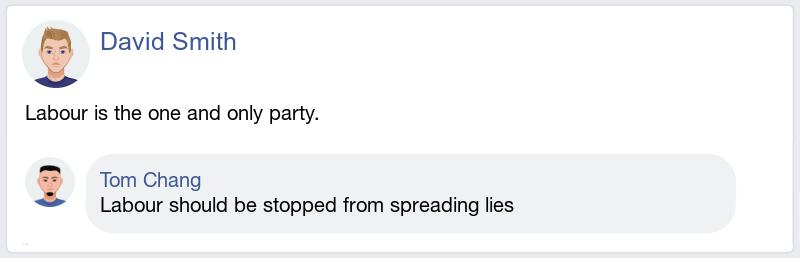 David Smith
Labour is the one and only party.
Tom Chang
Labour should be stopped from spreading lies